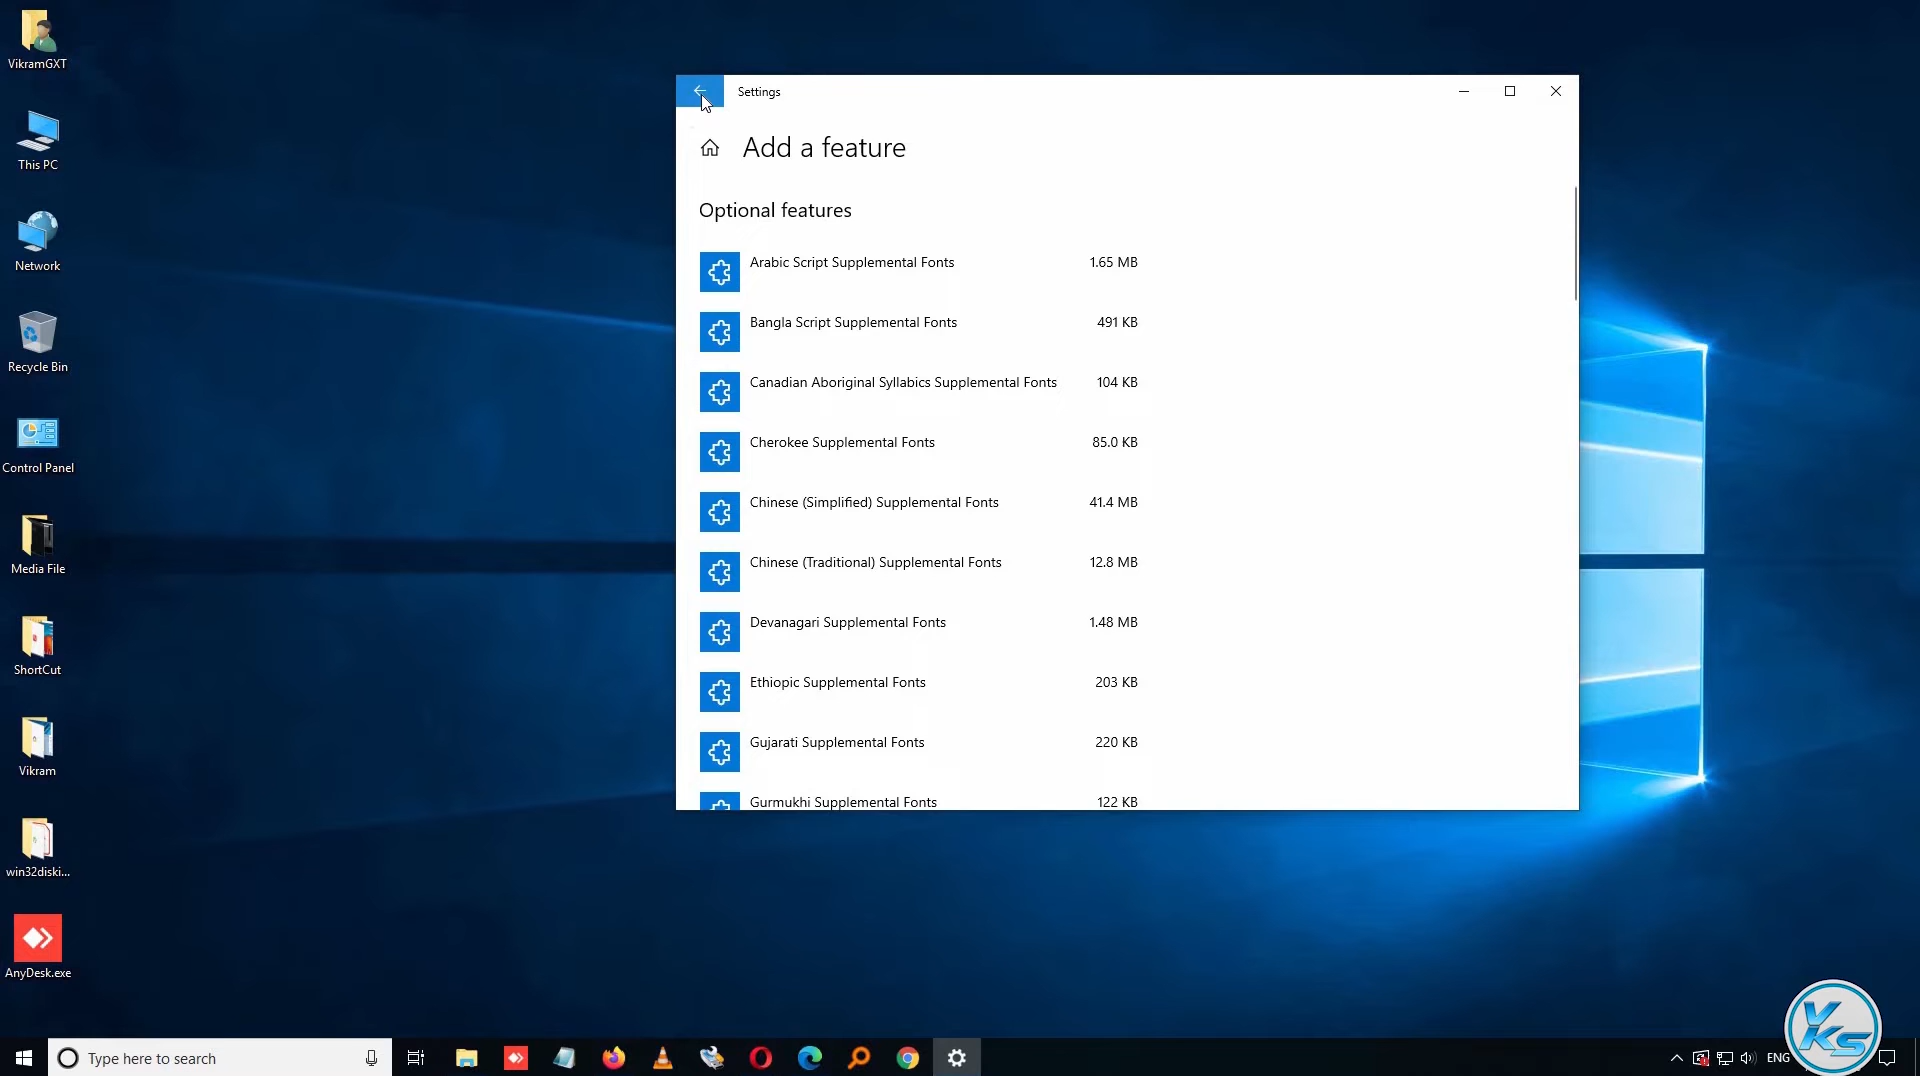 VikramGXT
This PC
Network
Recycle Bin
Control Panel
Media File
ShortCut
Vikram
win32diski...
AnyDesk.exe
Settings
Add a feature
Optional features
Arabic Script Supplemental Fonts 1.65 MB
Bangla Script Supplemental Fonts 491 KB
Canadian Aboriginal Syllabics Supplemental Fonts 104 KB
Cherokee Supplemental Fonts 85.0 KB
Chinese (Simplified) Supplemental Fonts 41.4 MB
Chinese (Traditional) Supplemental Fonts 12.8 MB
Devanagari Supplemental Fonts 1.48 MB
Ethiopic Supplemental Fonts 203 KB
Gujarati Supplemental Fonts 220 KB
Gurmukhi Supplemental Fonts 122 KB
Type here to search
ENG
VKS